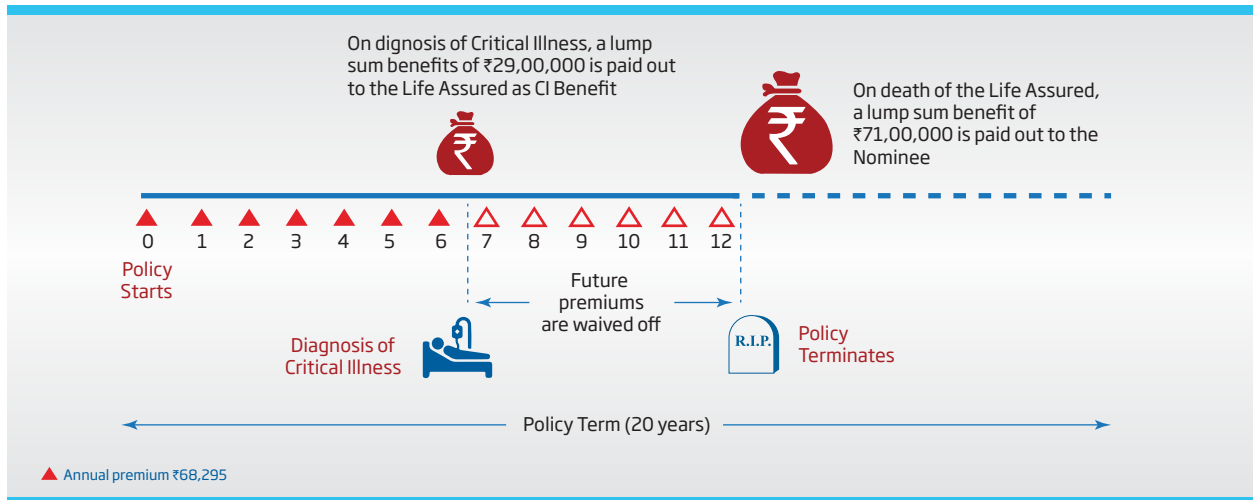 On dignosis of Critical Illness, a lump
sum benefits of ₹29,00,000 is paid out
to the Life Assured as CI Benefit
₹
₹
On death of the Life Assured,
a lump sum benefit of
₹71,00,000 is paid out to the
Nominee
0 1 2 3 4 5 6 7 8 9 10 11 12
Policy
Starts
Future
premiums
are waived off
Diagnosis of
Critical Illness
R.I.P.
Policy
Terminates
Policy Term (20 years)
Annual premium ₹68,295